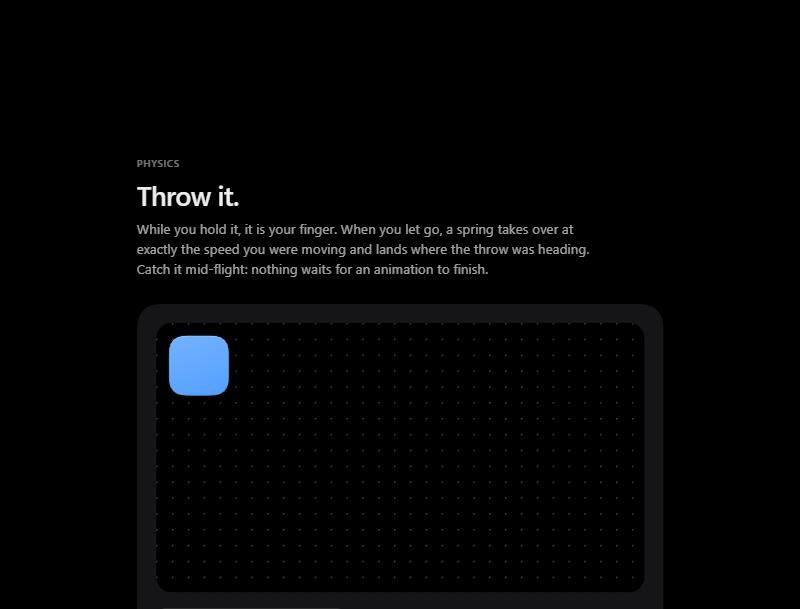 PHYSICS
Throw it.
While you hold it, it is your finger. When you let go, a spring takes over at
exactly the speed you were moving and lands where the throw was heading.
Catch it mid-flight: nothing waits for an animation to finish.